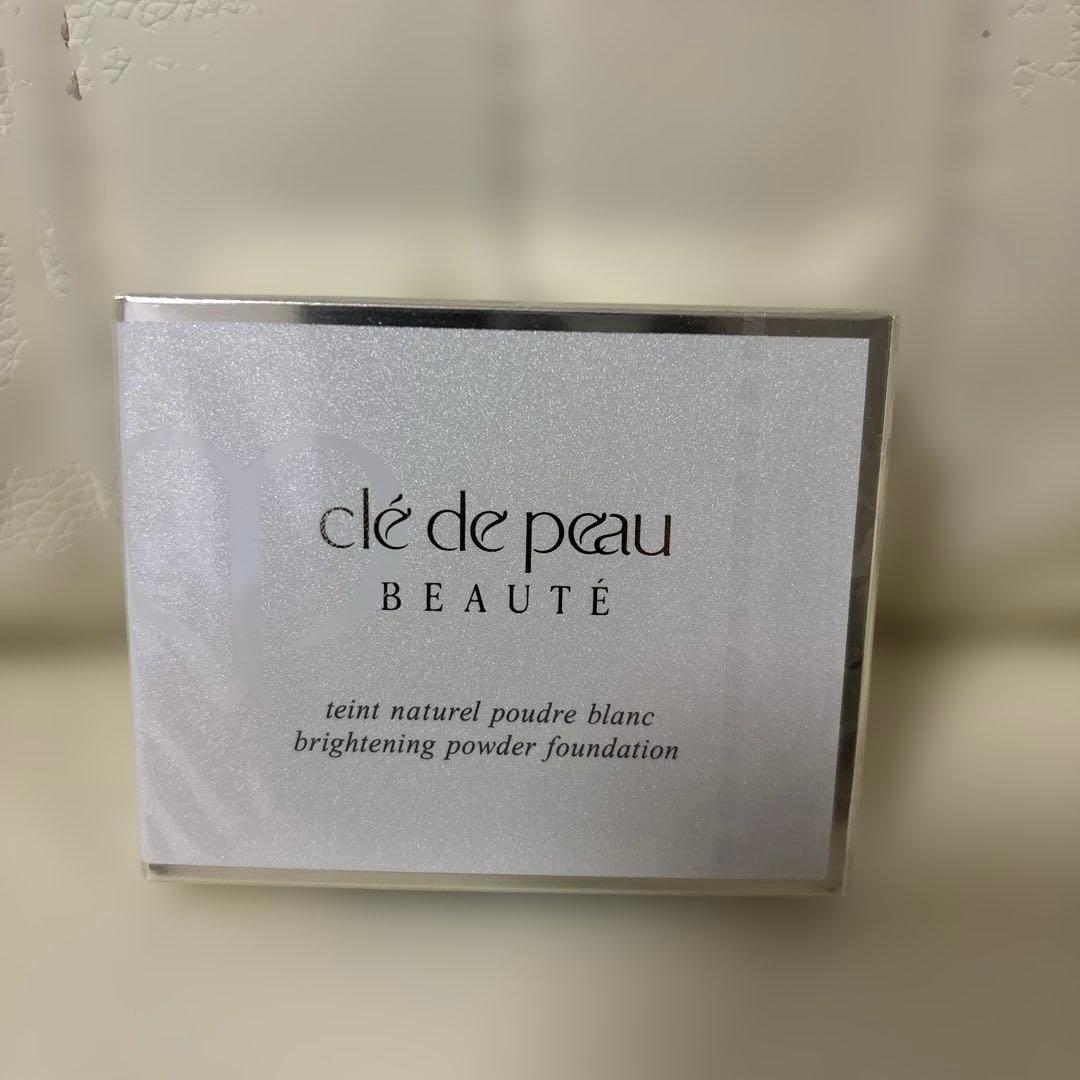 clé de peau
BEAUTÉ
teint naturel poudre blanc
brightening powder foundation